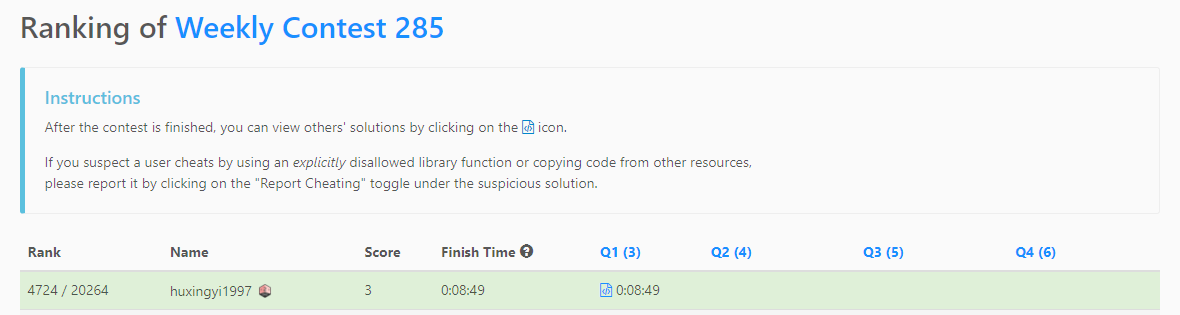 Ranking of Weekly Contest 285
Instructions
After the contest is finished, you can view others' solutions by clicking on the icon.
If you suspect a user cheats by using an explicitly disallowed library function or copying code from other resources,
please report it by clicking on the "Report Cheating" toggle under the suspicious solution.
Rank Name Score Finish Time Q1 (3) Q2 (4) Q3 (5) Q4 (6)
4724 / 20264 huxingyi1997 3 0:08:49 0:08:49